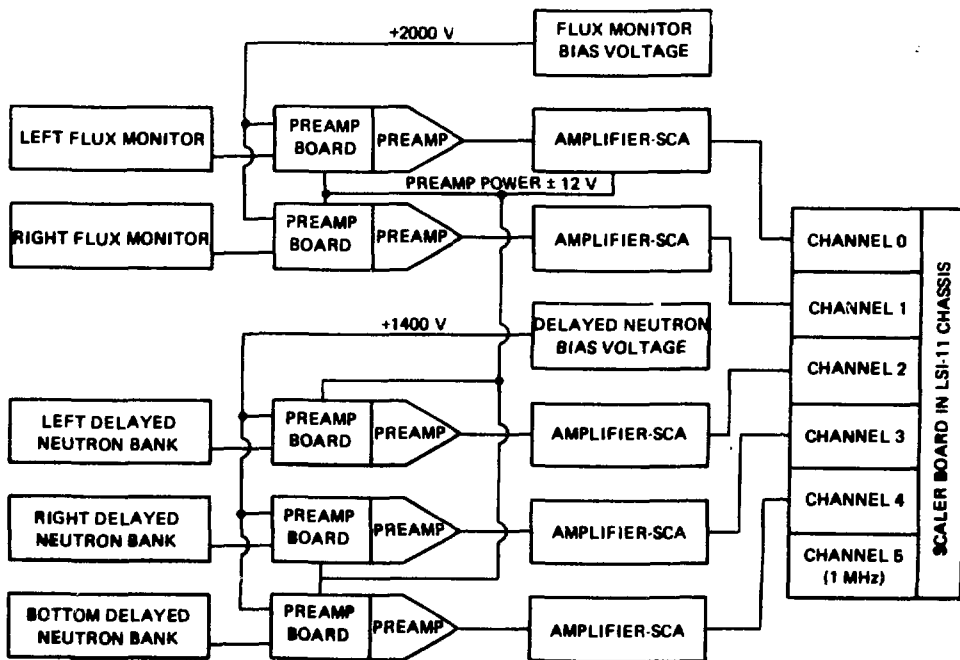 +2000 V
FLUX MONITOR
BIAS VOLTAGE
LEFT FLUX MONITOR
PREAMP
BOARD
PREAMP
AMPLIFIER-SCA
PREAMP POWER ± 12 V
RIGHT FLUX MONITOR
PREAMP
BOARD
PREAMP
AMPLIFIER-SCA
+1400 V
DELAYED NEUTRON
BIAS VOLTAGE
LEFT DELAYED
NEUTRON BANK
PREAMP
BOARD
PREAMP
AMPLIFIER-SCA
RIGHT DELAYED
NEUTRON BANK
PREAMP
BOARD
PREAMP
AMPLIFIER-SCA
BOTTOM DELAYED
NEUTRON BANK
PREAMP
BOARD
PREAMP
AMPLIFIER-SCA
CHANNEL 0
CHANNEL 1
CHANNEL 2
CHANNEL 3
CHANNEL 4
CHANNEL 5
(1 MHz)
SCALER BOARD IN LSI-11 CHASSIS